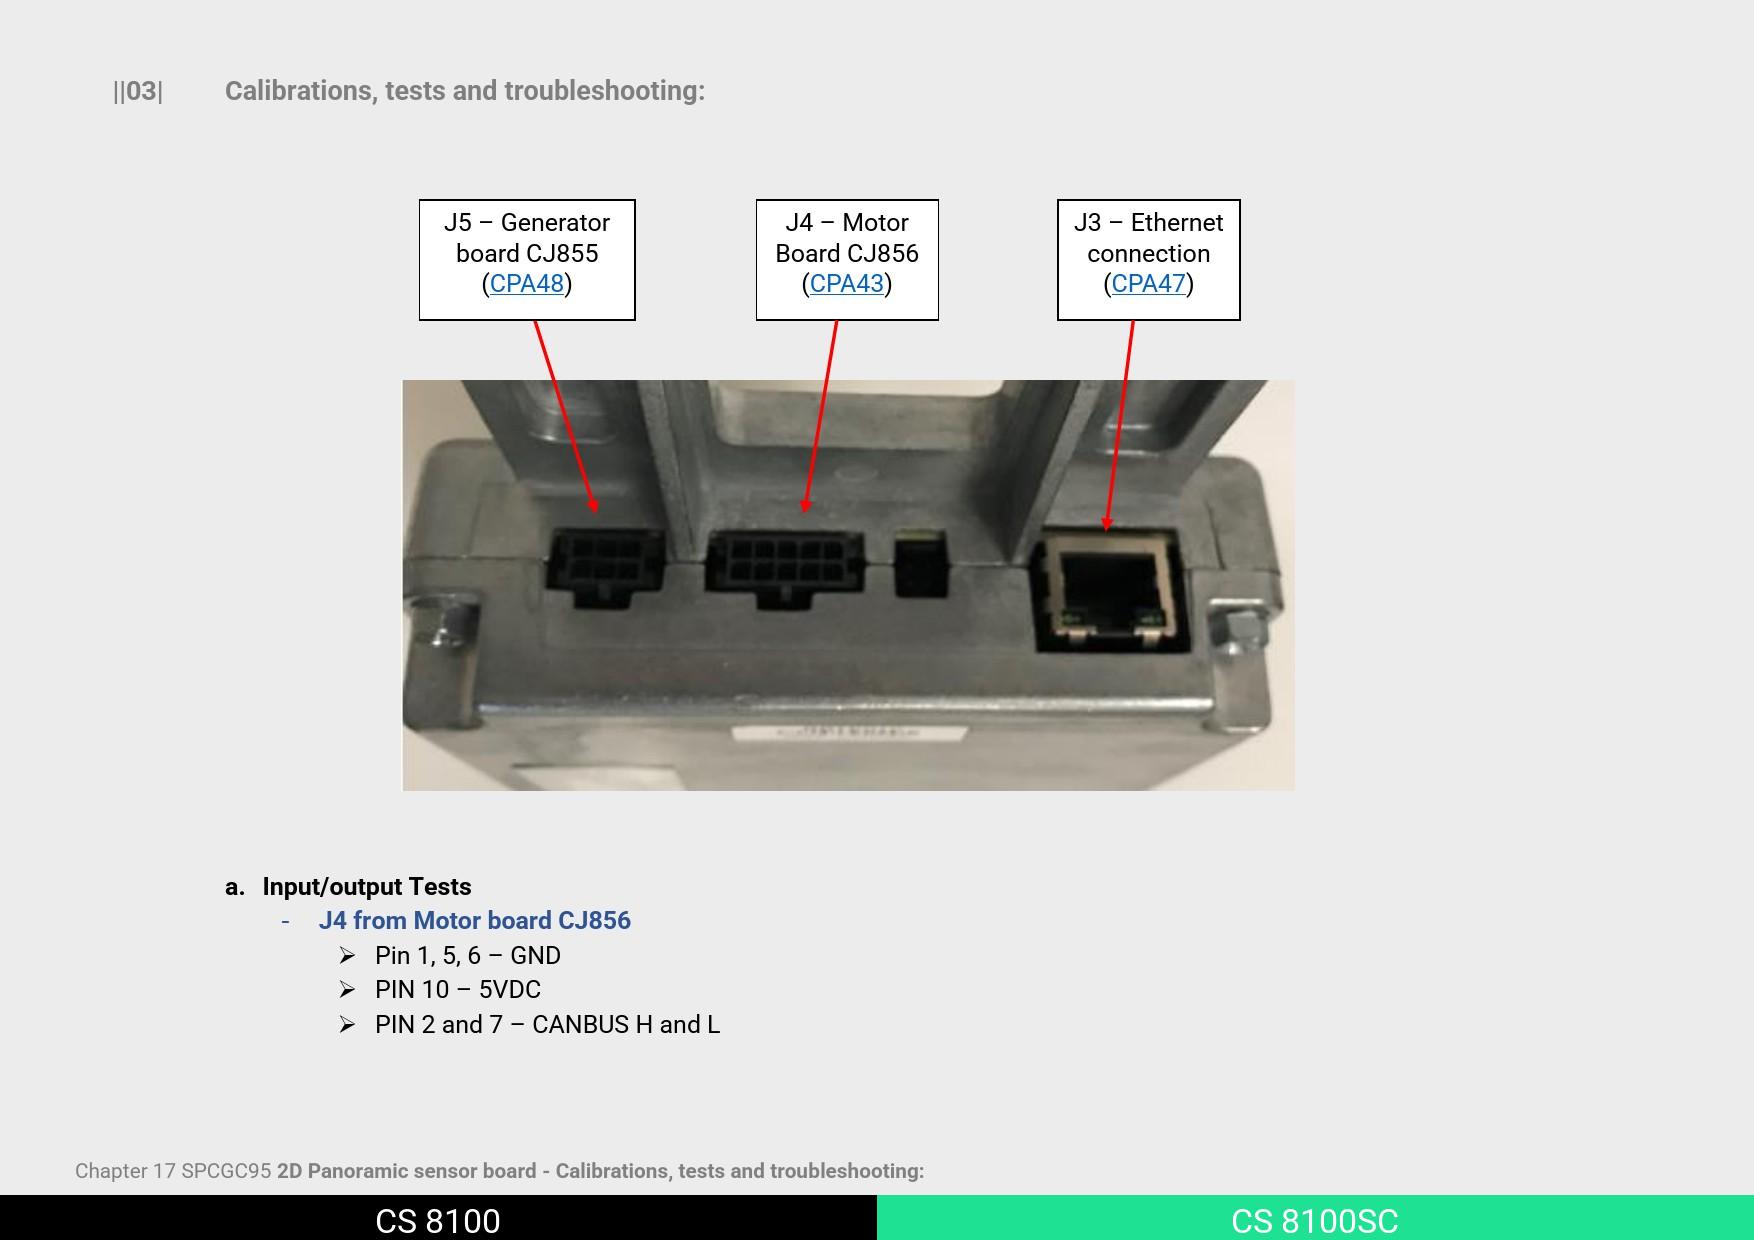 ||03| Calibrations, tests and troubleshooting:
J5 – Generator
board CJ855
(CPA48)
J4 – Motor
Board CJ856
(CPA43)
J3 – Ethernet
connection
(CPA47)
a. Input/output Tests
- J4 from Motor board CJ856
➢ Pin 1, 5, 6 – GND
➢ PIN 10 – 5VDC
➢ PIN 2 and 7 – CANBUS H and L
Chapter 17 SPCGC95 2D Panoramic sensor board - Calibrations, tests and troubleshooting:
CS 8100
CS 8100SC